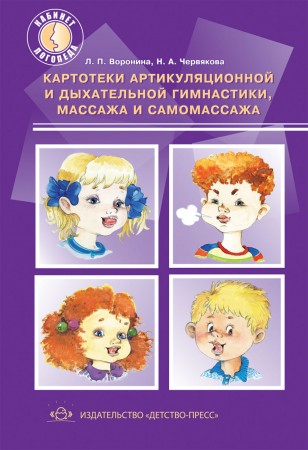 КАБИНЕТ
ЛОГОПЕДА
Л. П. Воронина, Н. А. Червякова
КАРТОТЕКИ АРТИКУЛЯЦИОННОЙ
И ДЫХАТЕЛЬНОЙ ГИМНАСТИКИ,
МАССАЖА И САМОМАССАЖА
ИЗДАТЕЛЬСТВО «ДЕТСТВО-ПРЕСС»